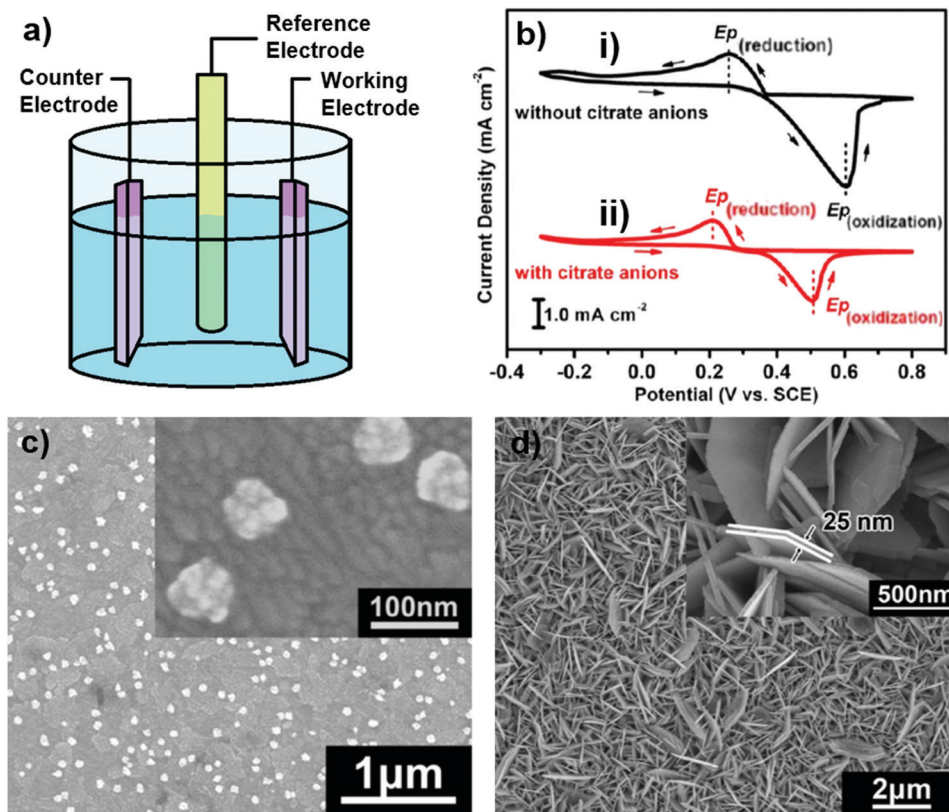 a)
Reference
Electrode
Counter
Electrode
Working
Electrode
b)
i)
Ep(reduction)
without citrate anions
Ep(oxidization)
ii)
Ep(reduction)
with citrate anions
Ep(oxidization)
1.0 mA cm-2
Current Density (mA cm-2)
-0.4 -0.2 0.0 0.2 0.4 0.6 0.8
Potential (V vs. SCE)
c)
100nm
1μm
d)
25 nm
500nm
2μm